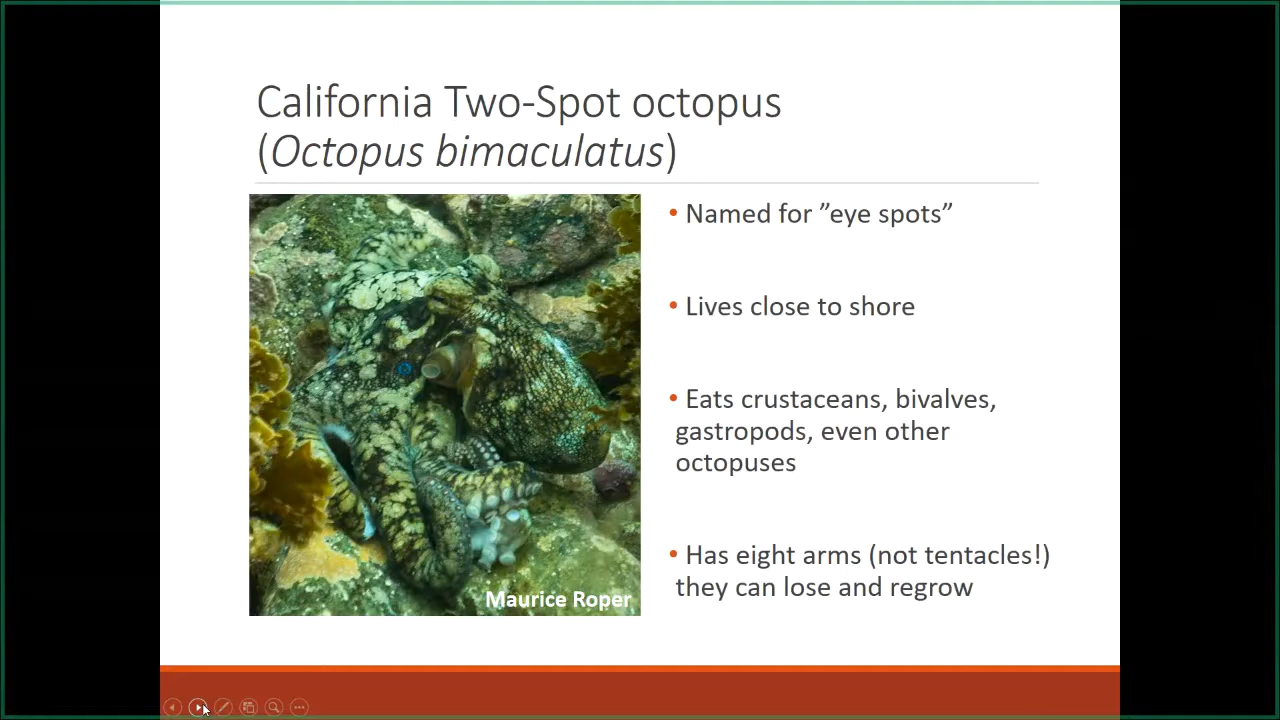 California Two-Spot octopus
(Octopus bimaculatus)
• Named for ”eye spots”
• Lives close to shore
• Eats crustaceans, bivalves,
gastropods, even other
octopuses
• Has eight arms (not tentacles!)
they can lose and regrow
Maurice Roper